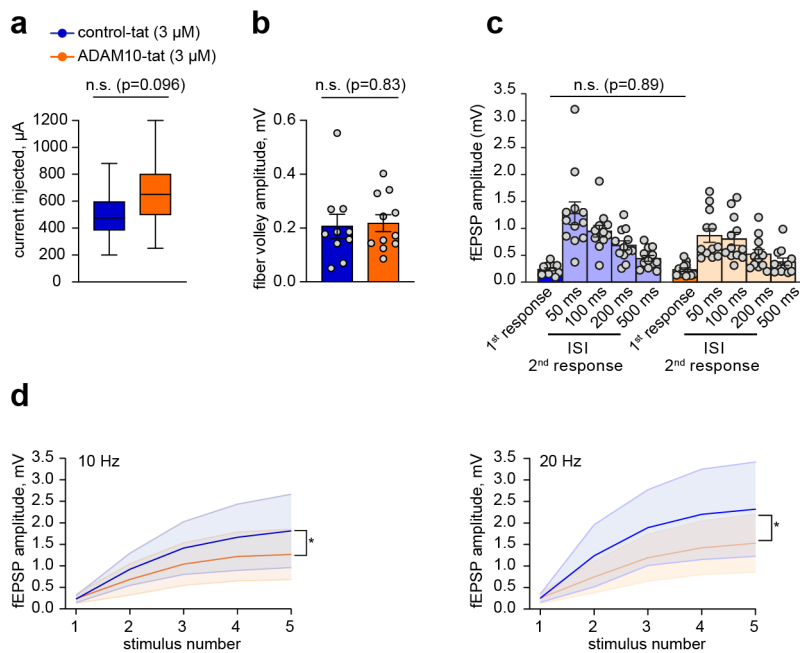 a
control-tat (3 µM)
ADAM10-tat (3 µM)
n.s. (p=0.096)
current injected, µA
1200
1000
800
600
400
200
0
b
n.s. (p=0.83)
fiber volley amplitude, mV
0.6
0.4
0.2
0.0
c
n.s. (p=0.89)
fEPSP amplitude (mV)
3.5
3.0
2.5
2.0
1.5
1.0
0.5
0.0
1st response
50 ms
100 ms
200 ms
500 ms
1st response
50 ms
100 ms
200 ms
500 ms
ISI
2nd response
ISI
2nd response
d
10 Hz
fEPSP amplitude, mV
3.5
3.0
2.5
2.0
1.5
1.0
0.5
0.0
*
1 2 3 4 5
stimulus number
20 Hz
fEPSP amplitude, mV
3.5
3.0
2.5
2.0
1.5
1.0
0.5
0.0
*
1 2 3 4 5
stimulus number